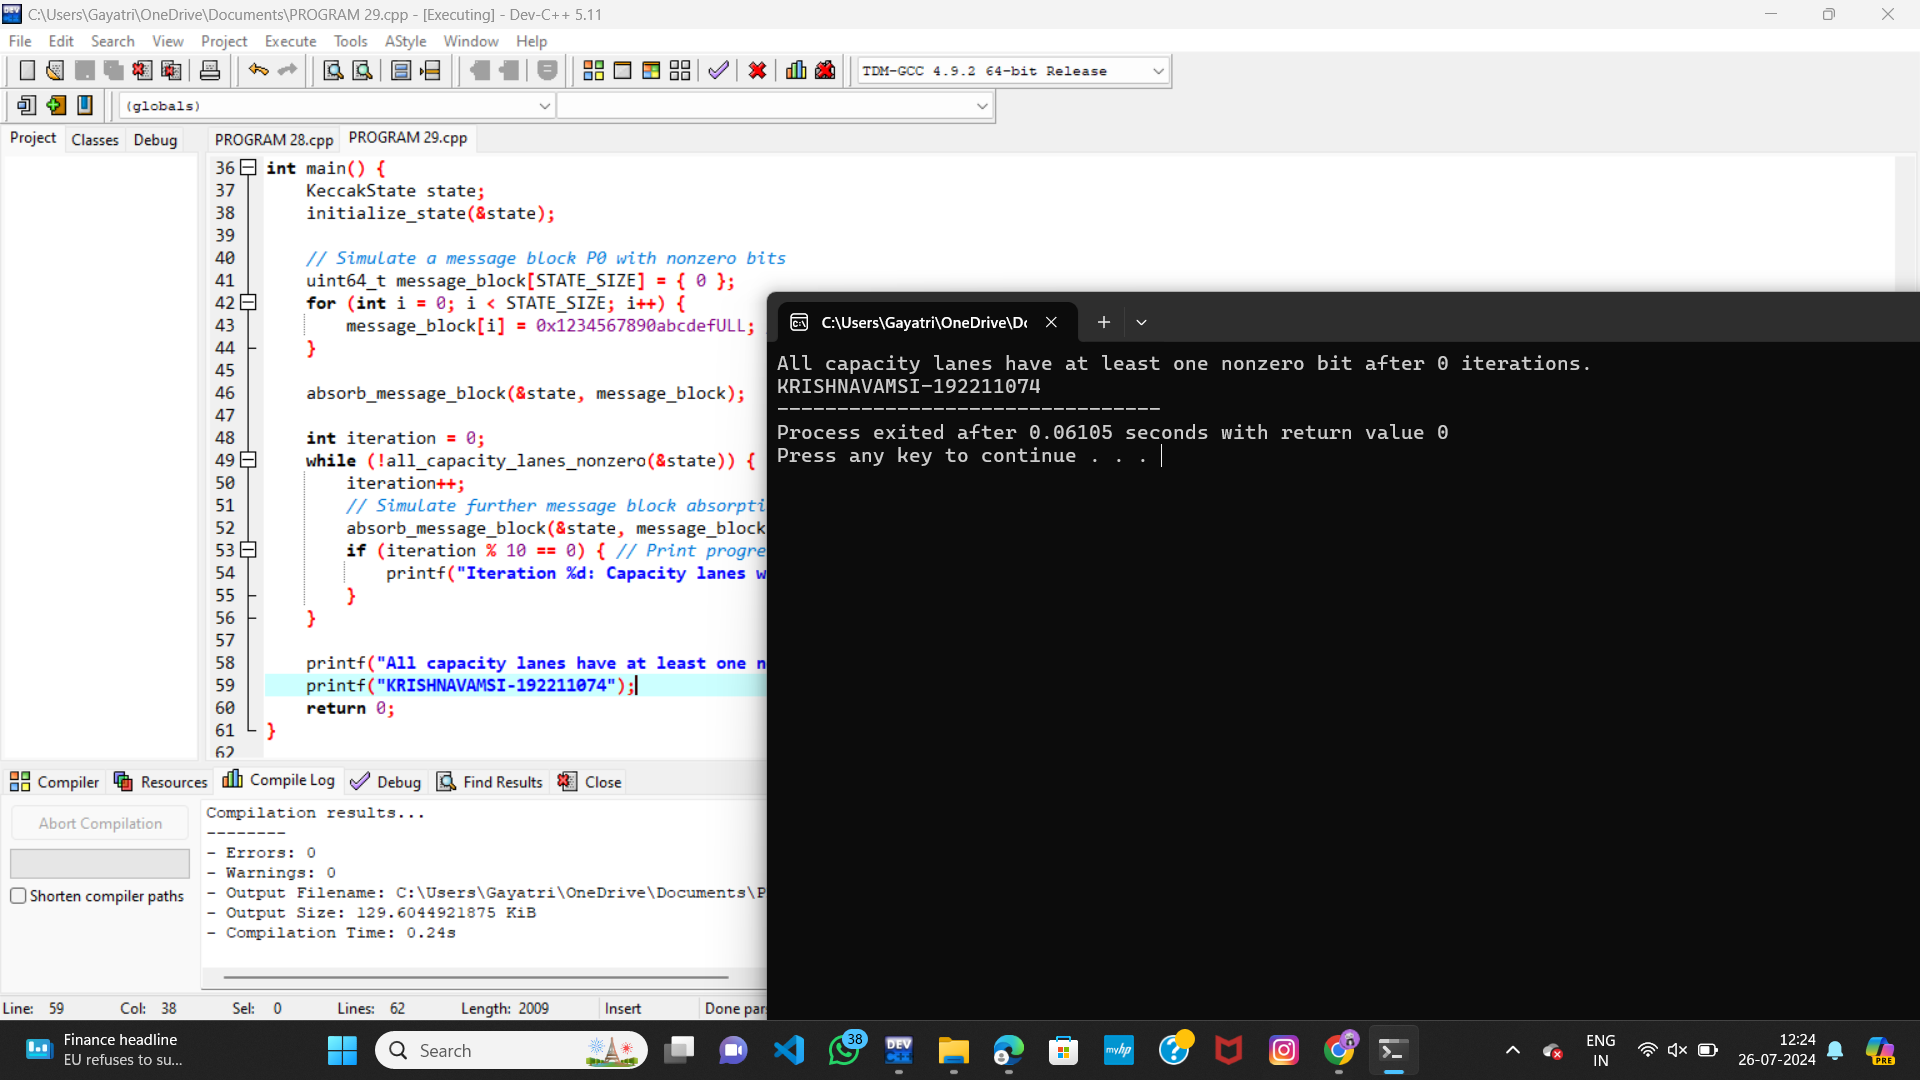 C:\Users\Gayatri\OneDrive\Documents\PROGRAM 29.cpp - [Executing] - Dev-C++ 5.11
File Edit Search View Project Execute Tools AStyle Window Help
TDM-GCC 4.9.2 64-bit Release
(globals)
Project Classes Debug PROGRAM 28.cpp PROGRAM 29.cpp
36 int main() {
37 KeccakState state;
38 initialize_state(&state);
39
40 // Simulate a message block P0 with nonzero bits
41 uint64_t message_block[STATE_SIZE] = { 0 };
42 for (int i = 0; i < STATE_SIZE; i++) {
43 message_block[i] = 0x1234567890abcdefULL;
44 }
45
46 absorb_message_block(&state, message_block);
47
48 int iteration = 0;
49 while (!all_capacity_lanes_nonzero(&state)) {
50 iteration++;
51 // Simulate further message block absorpti
52 absorb_message_block(&state, message_block
53 if (iteration % 10 == 0) { // Print progre
54 printf("Iteration %d: Capacity lanes w
55 }
56 }
57
58 printf("All capacity lanes have at least one n
59 printf("KRISHNAVAMSI-192211074");
60 return 0;
61 }
62
C:\Users\Gayatri\OneDrive\Do
All capacity lanes have at least one nonzero bit after 0 iterations.
KRISHNAVAMSI-192211074
--------------------------------
Process exited after 0.06105 seconds with return value 0
Press any key to continue . . .
Compiler Resources Compile Log Debug Find Results Close
Abort Compilation
Shorten compiler paths
Compilation results...
--------
- Errors: 0
- Warnings: 0
- Output Filename: C:\Users\Gayatri\OneDrive\Documents\P
- Output Size: 129.6044921875 KiB
- Compilation Time: 0.24s
Line: 59 Col: 38 Sel: 0 Lines: 62 Length: 2009 Insert Done par
Finance headline
EU refuses to su...
Search
38
DEV
C++
myhp
ENG
IN
12:24
26-07-2024
PRE